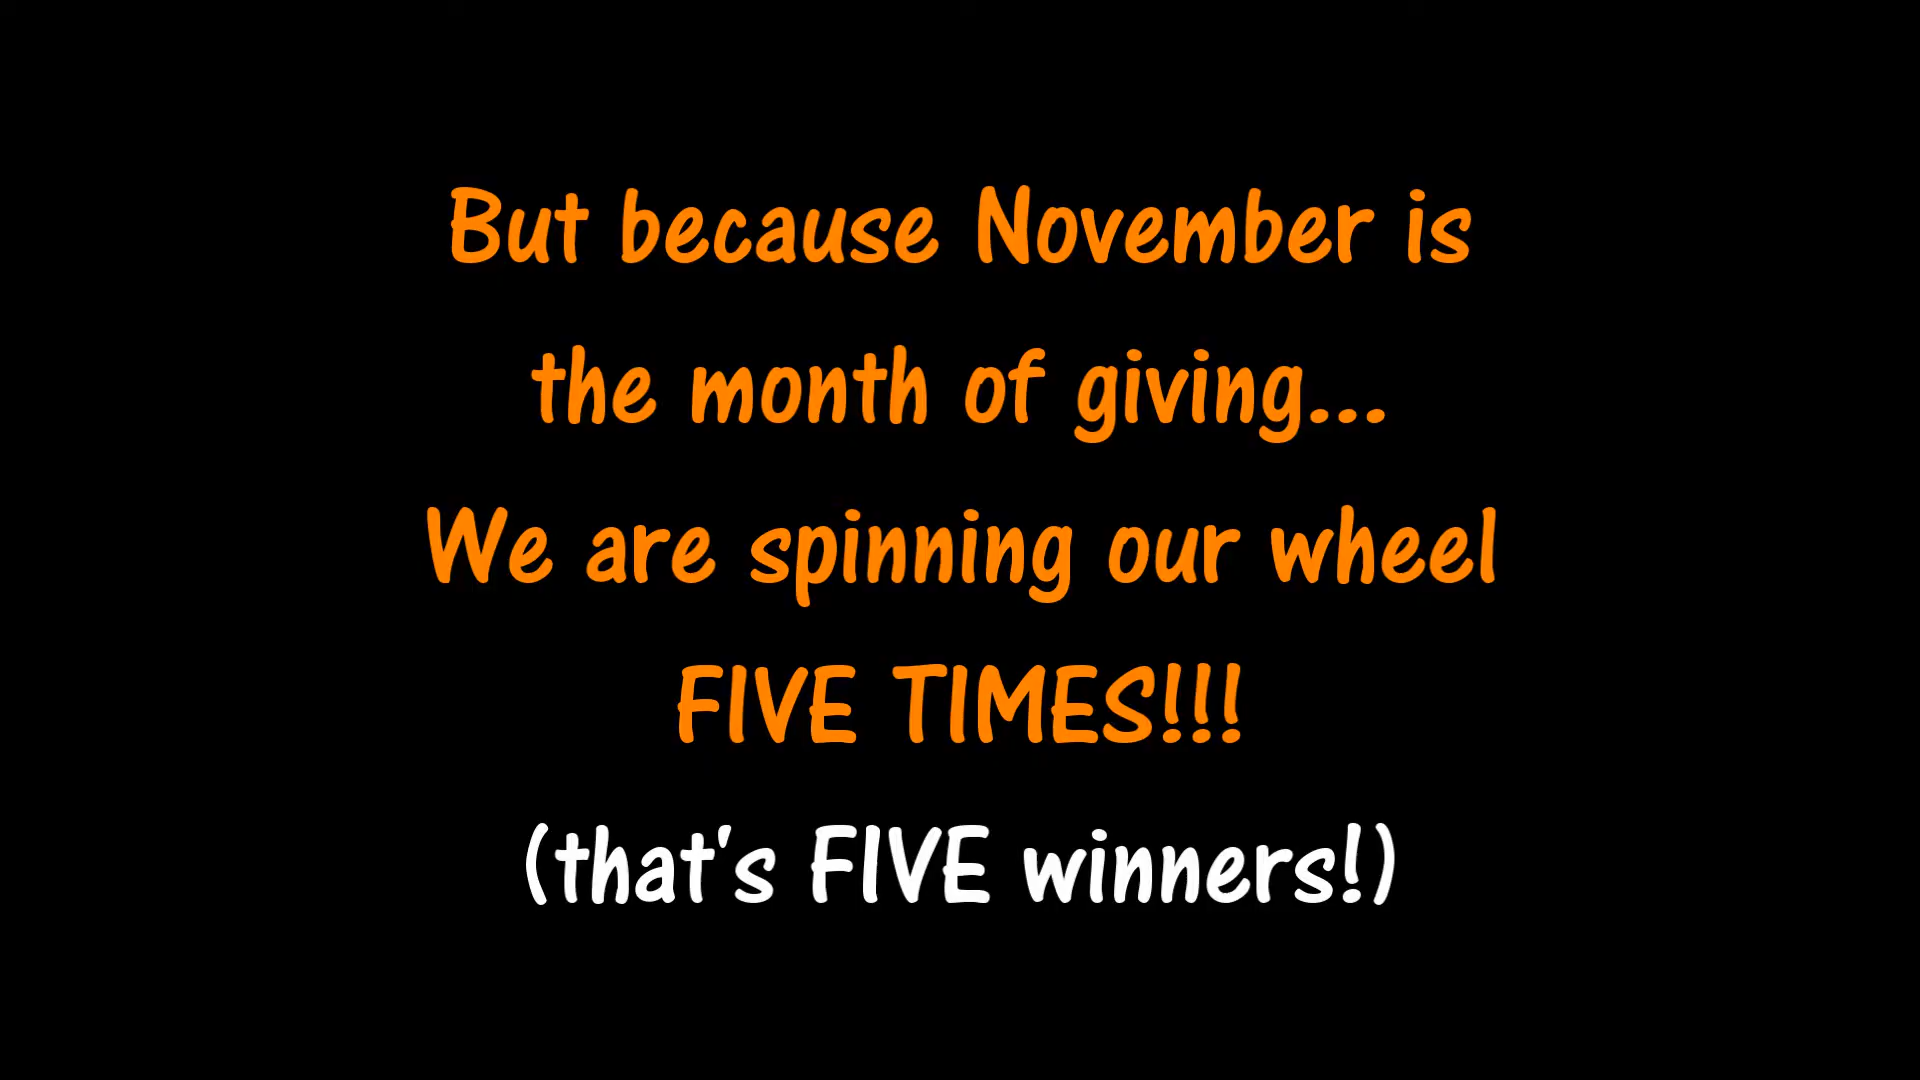 But because November is
the month of giving...
We are spinning our wheel
FIVE TIMES!!!
(that's FIVE winners!)